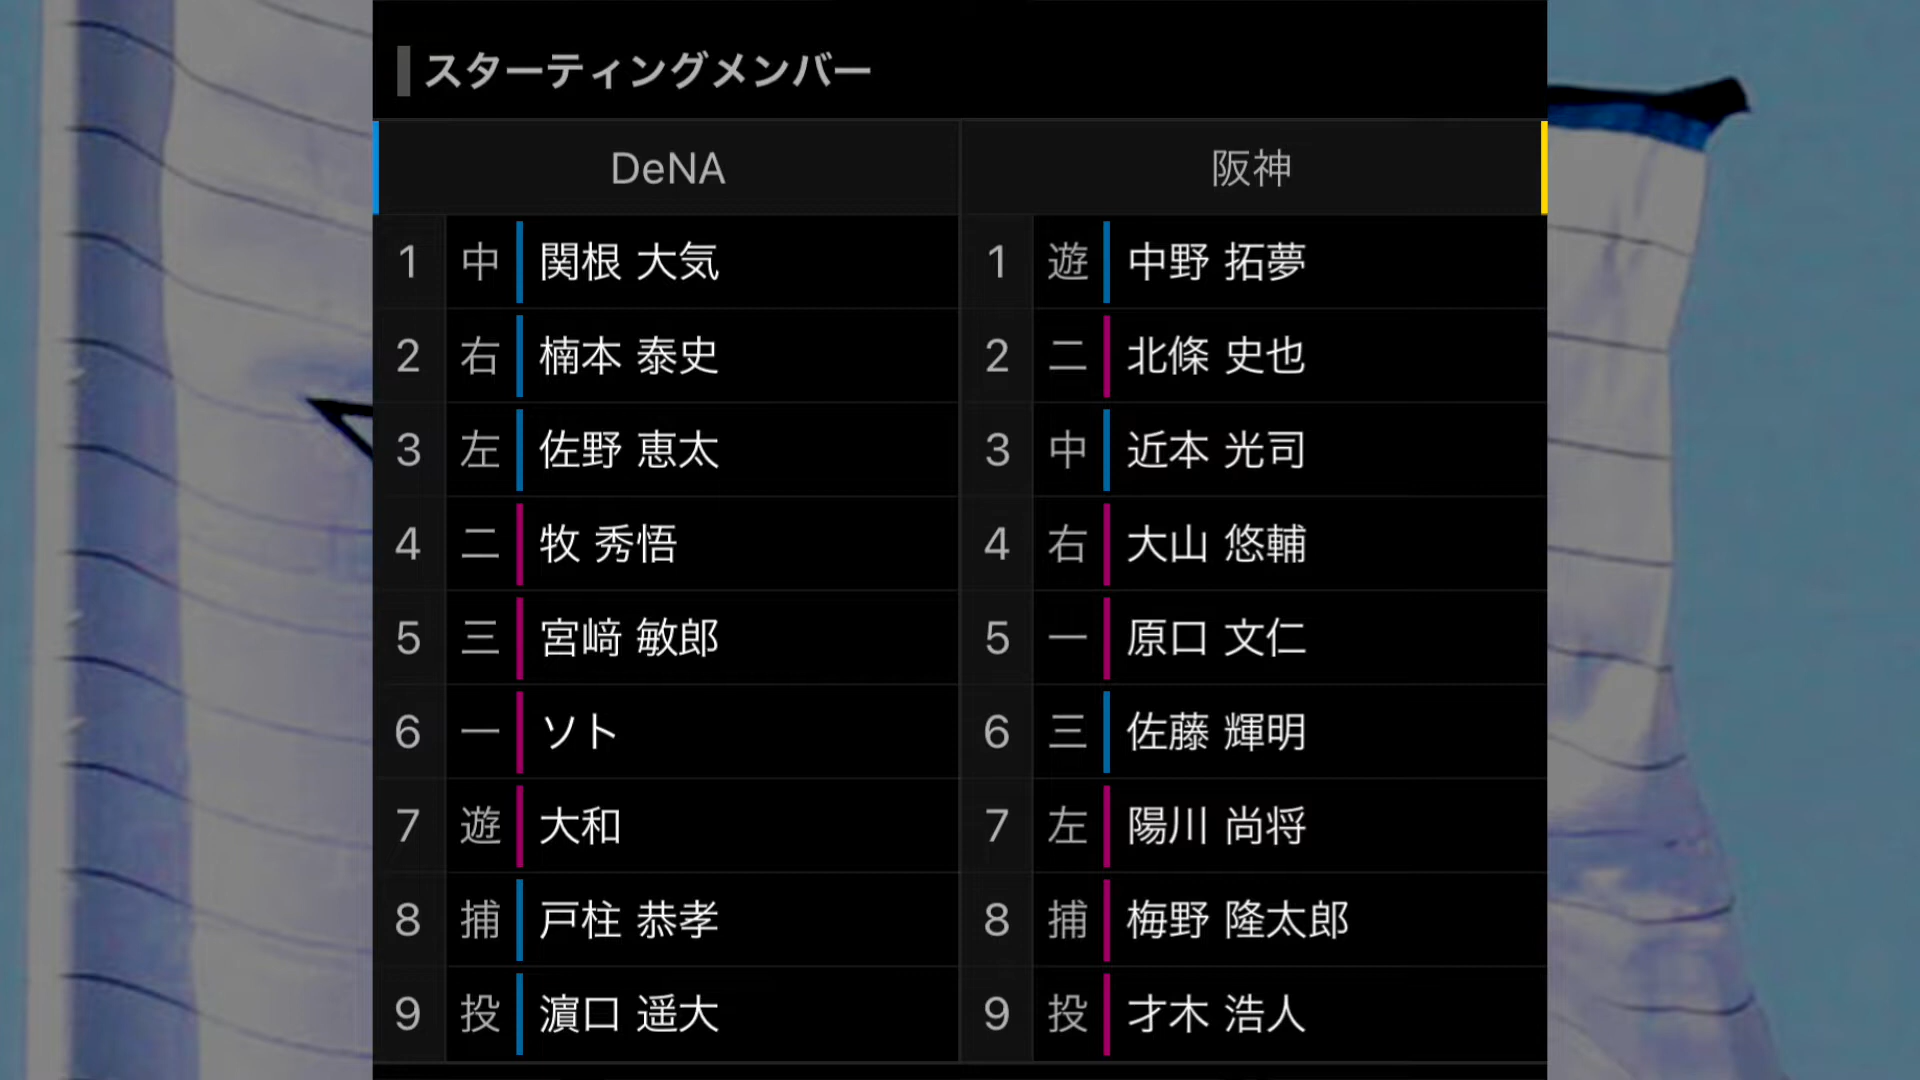 スターティングメンバー
DeNA 阪神
1 中 関根 大気 1 遊 中野 拓夢
2 右 楠本 泰史 2 二 北條 史也
3 左 佐野 恵太 3 中 近本 光司
4 二 牧 秀悟 4 右 大山 悠輔
5 三 宮﨑 敏郎 5 一 原口 文仁
6 一 ソト 6 三 佐藤 輝明
7 遊 大和 7 左 陽川 尚将
8 捕 戸柱 恭孝 8 捕 梅野 隆太郎
9 投 濵口 遥大 9 投 才木 浩人